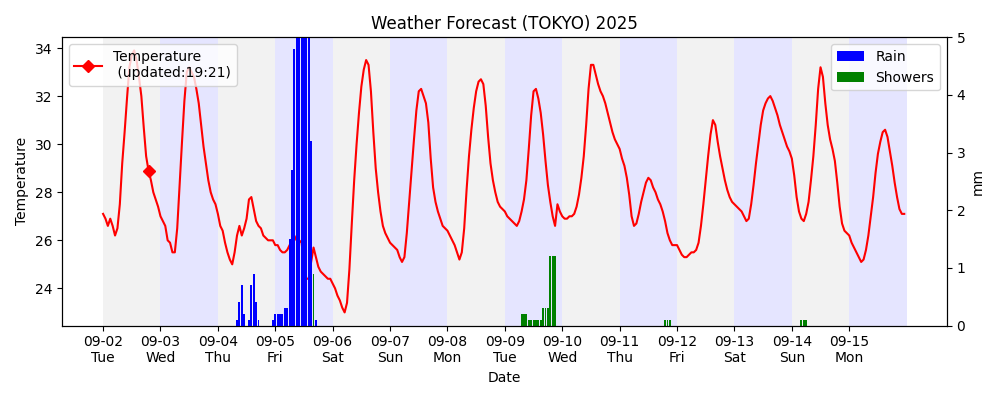 Weather Forecast (TOKYO) 2025
Temperature
(updated:19:21)
Rain
Showers
Temperature
34
32
30
28
26
24
5
4
3
2
1
0
mm
09-02 09-03 09-04 09-05 09-06 09-07 09-08 09-09 09-10 09-11 09-12 09-13 09-14 09-15
Tue Wed Thu Fri Sat Sun Mon Tue Wed Thu Fri Sat Sun Mon
Date